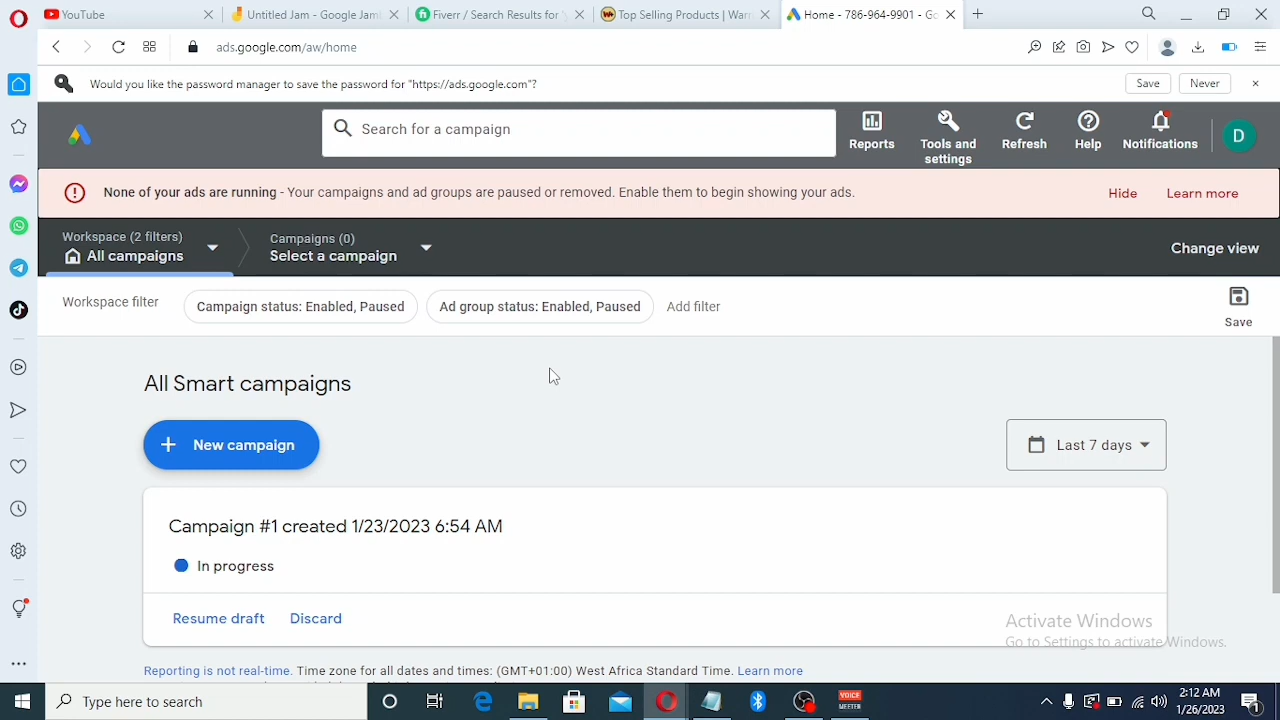 YouTube
Untitled Jam - Google Jam
Fiverr / Search Results for '
Top Selling Products| Warr
Home - 786-964-9901 - Go
ads.google.com/aw/home
Would you like the password manager to save the password for "https://ads.google.com"?
Save
Never
Search for a campaign
Reports
Tools and
settings
Refresh
Help
Notifications
D
None of your ads are running - Your campaigns and ad groups are paused or removed. Enable them to begin showing your ads.
Hide
Learn more
Workspace (2 filters)
All campaigns
Campaigns (0)
Select a campaign
Change view
Workspace filter
Campaign status: Enabled, Paused
Ad group status: Enabled, Paused
Add filter
Save
All Smart campaigns
New campaign
Last 7 days
Campaign #1 created 1/23/2023 6:54 AM
In progress
Resume draft
Discard
Activate Windows
Go to Settings to activate Windows.
Reporting is not real-time. Time zone for all dates and times: (GMT+01:00) West Africa Standard Time. Learn more
Type here to search
VOICE
MEETER
2:12 AM
1/26/2023
1